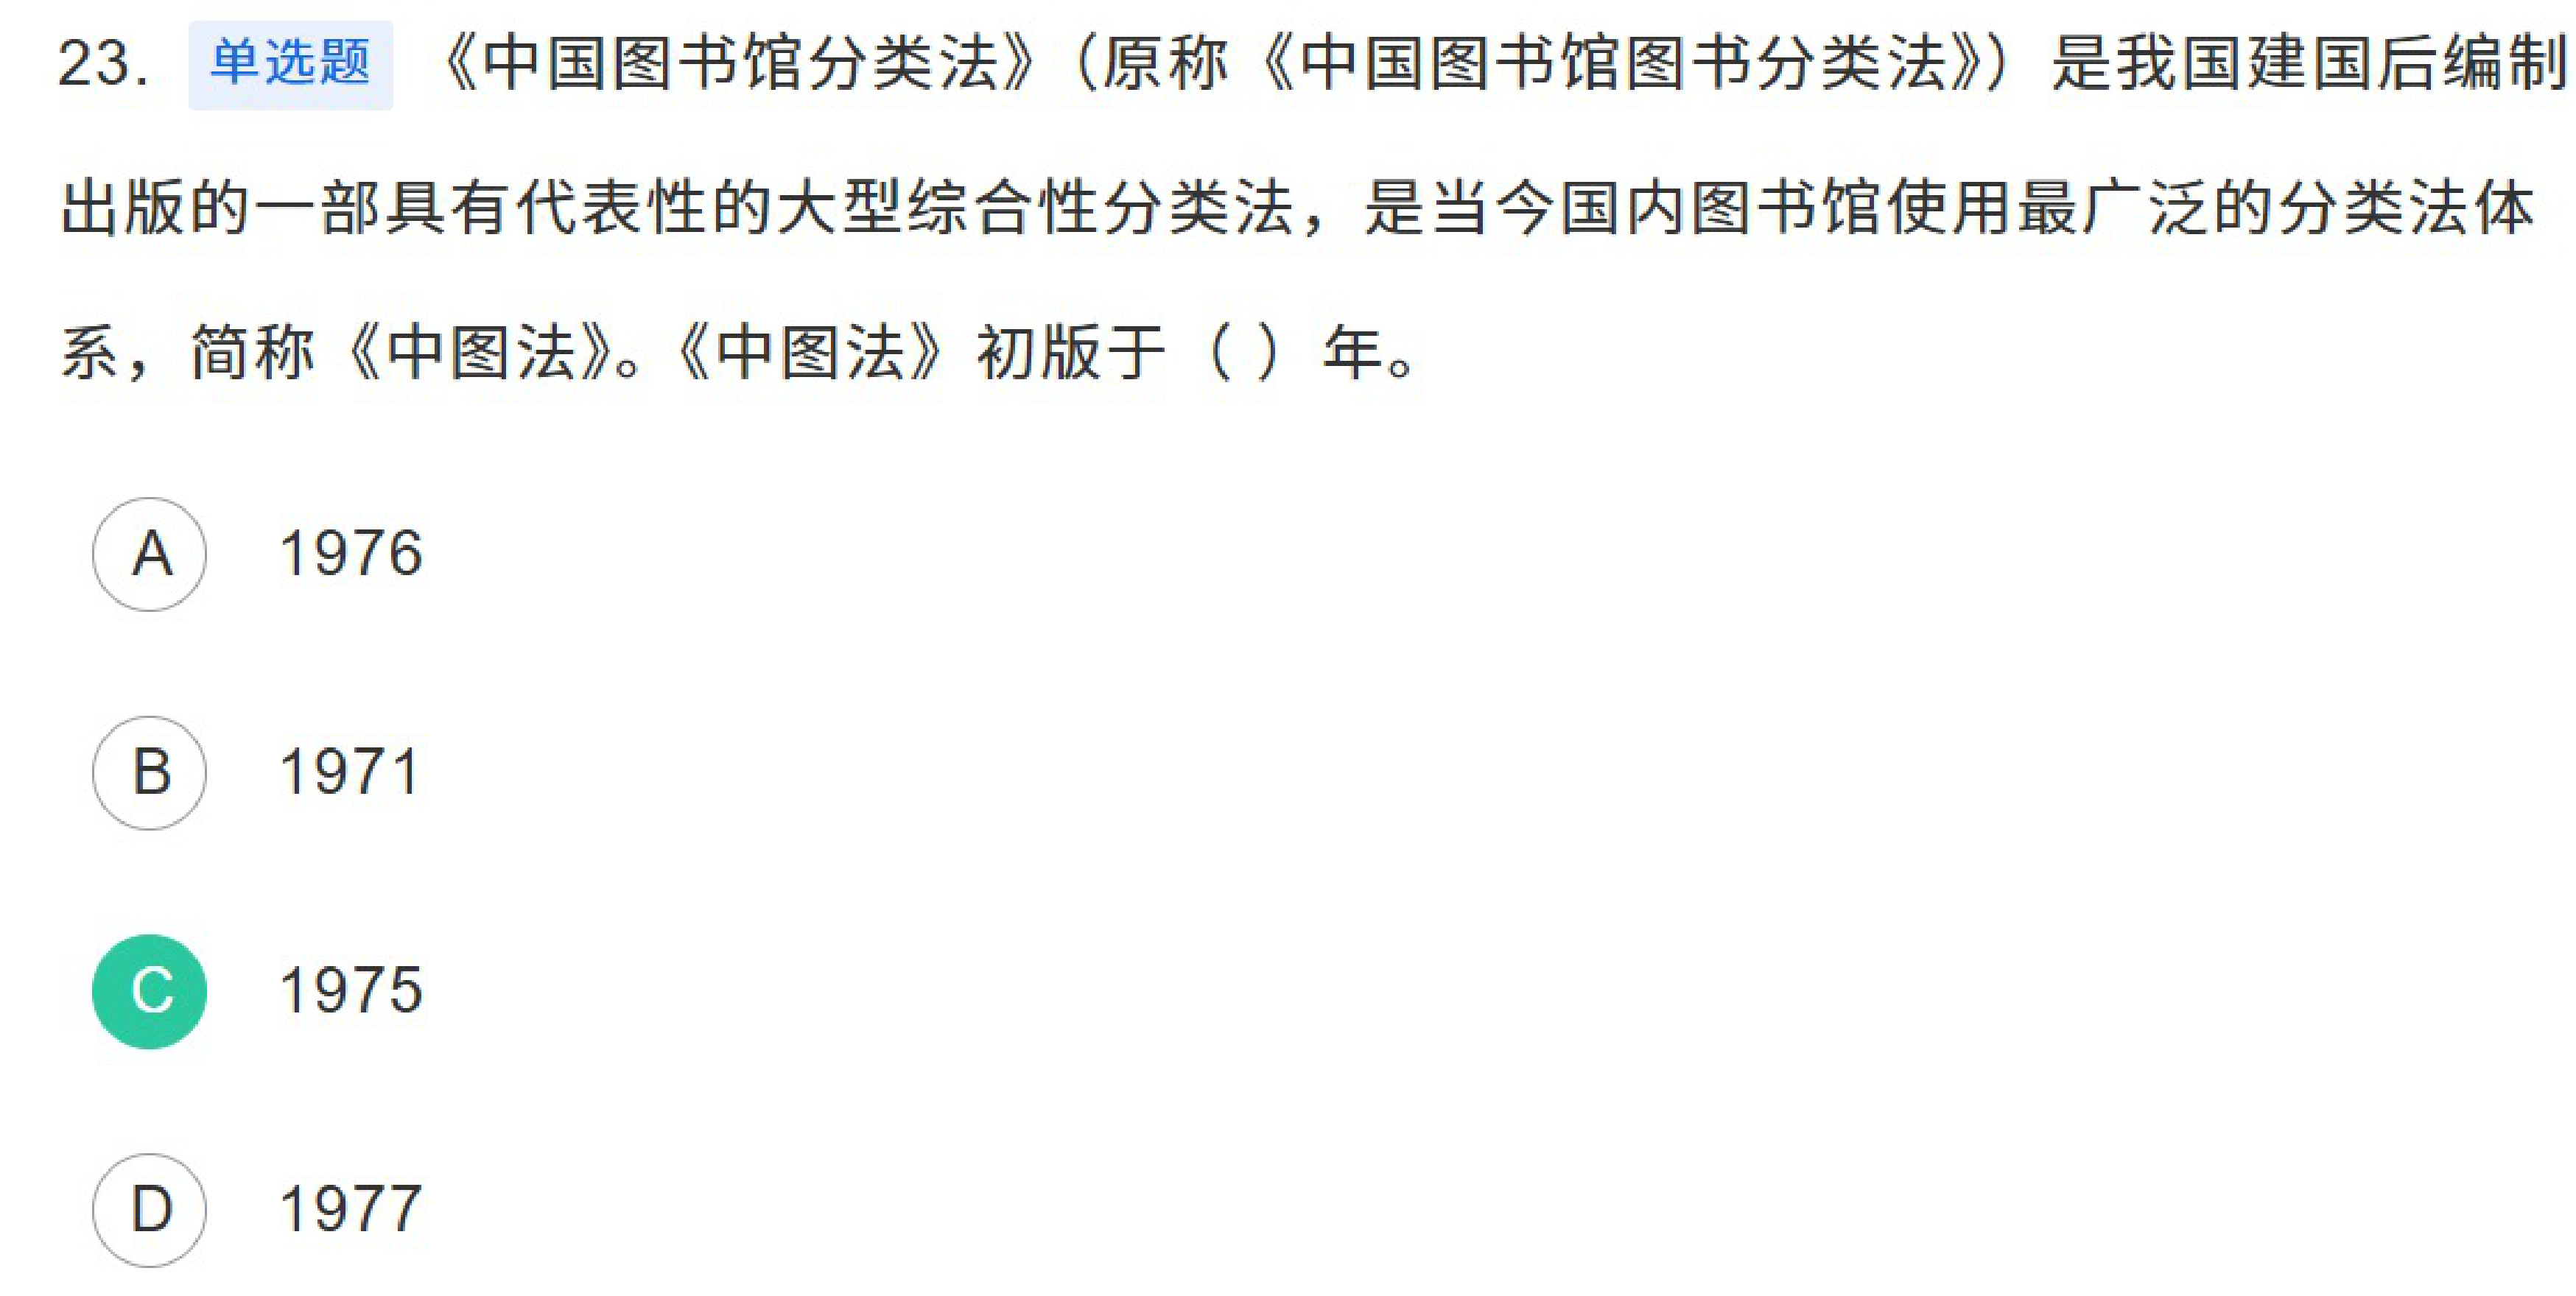 23. 单选题 《中国图书馆分类法》（原称《中国图书馆图书分类法》）是我国建国后编制
出版的一部具有代表性的大型综合性分类法，是当今国内图书馆使用最广泛的分类法体
系，简称《中图法》。《中图法》初版于（ ）年。
A 1976
B 1971
C 1975
D 1977